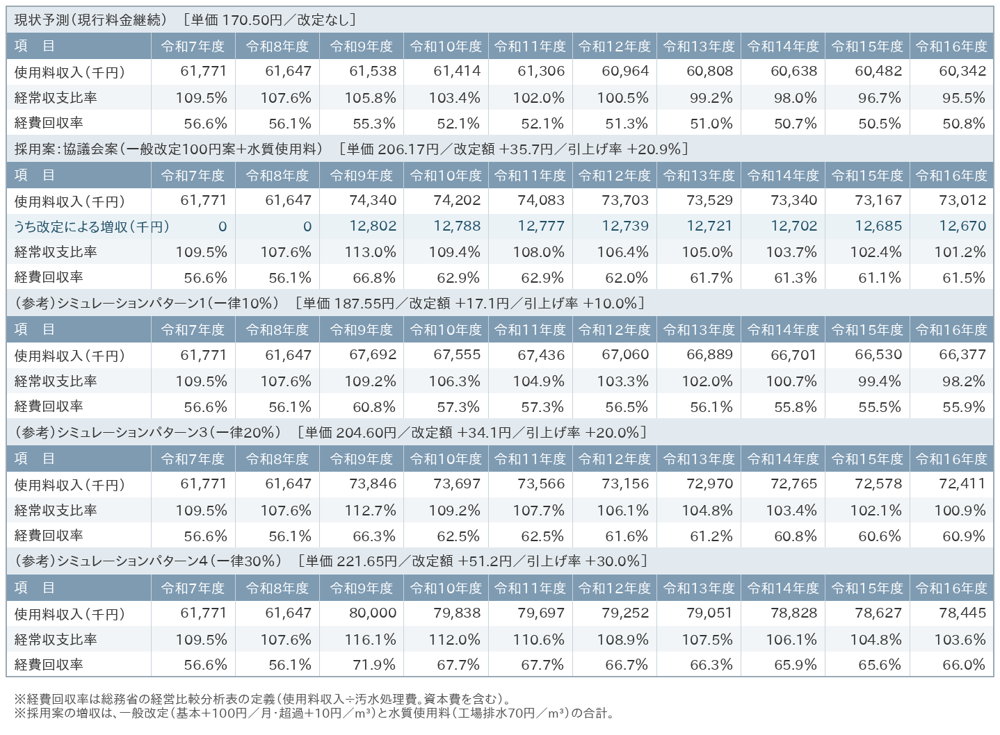 現状予測（現行料金継続）　［単価 170.50円／改定なし］
項　目 令和7年度 令和8年度 令和9年度 令和10年度 令和11年度 令和12年度 令和13年度 令和14年度 令和15年度 令和16年度
使用料収入（千円） 61,771 61,647 61,538 61,414 61,306 60,964 60,808 60,638 60,482 60,342
経常収支比率 109.5% 107.6% 105.8% 103.4% 102.0% 100.5% 99.2% 98.0% 96.7% 95.5%
経費回収率 56.6% 56.1% 55.3% 52.1% 52.1% 51.3% 51.0% 50.7% 50.5% 50.8%
採用案：協議会案（一般改定100円案＋水質使用料）　［単価 206.17円／改定額 +35.7円／引上げ率 +20.9%］
項　目 令和7年度 令和8年度 令和9年度 令和10年度 令和11年度 令和12年度 令和13年度 令和14年度 令和15年度 令和16年度
使用料収入（千円） 61,771 61,647 74,340 74,202 74,083 73,703 73,529 73,340 73,167 73,012
うち改定による増収（千円） 0 0 12,802 12,788 12,777 12,739 12,721 12,702 12,685 12,670
経常収支比率 109.5% 107.6% 113.0% 109.4% 108.0% 106.4% 105.0% 103.7% 102.4% 101.2%
経費回収率 56.6% 56.1% 66.8% 62.9% 62.9% 62.0% 61.7% 61.3% 61.1% 61.5%
（参考）シミュレーションパターン1（一律10%）　［単価 187.55円／改定額 +17.1円／引上げ率 +10.0%］
項　目 令和7年度 令和8年度 令和9年度 令和10年度 令和11年度 令和12年度 令和13年度 令和14年度 令和15年度 令和16年度
使用料収入（千円） 61,771 61,647 67,692 67,555 67,436 67,060 66,889 66,701 66,530 66,377
経常収支比率 109.5% 107.6% 109.2% 106.3% 104.9% 103.3% 102.0% 100.7% 99.4% 98.2%
経費回収率 56.6% 56.1% 60.8% 57.3% 57.3% 56.5% 56.1% 55.8% 55.5% 55.9%
（参考）シミュレーションパターン3（一律20%）　［単価 204.60円／改定額 +34.1円／引上げ率 +20.0%］
項　目 令和7年度 令和8年度 令和9年度 令和10年度 令和11年度 令和12年度 令和13年度 令和14年度 令和15年度 令和16年度
使用料収入（千円） 61,771 61,647 73,846 73,697 73,566 73,156 72,970 72,765 72,578 72,411
経常収支比率 109.5% 107.6% 112.7% 109.2% 107.7% 106.1% 104.8% 103.4% 102.1% 100.9%
経費回収率 56.6% 56.1% 66.3% 62.5% 62.5% 61.6% 61.2% 60.8% 60.6% 60.9%
（参考）シミュレーションパターン4（一律30%）　［単価 221.65円／改定額 +51.2円／引上げ率 +30.0%］
項　目 令和7年度 令和8年度 令和9年度 令和10年度 令和11年度 令和12年度 令和13年度 令和14年度 令和15年度 令和16年度
使用料収入（千円） 61,771 61,647 80,000 79,838 79,697 79,252 79,051 78,828 78,627 78,445
経常収支比率 109.5% 107.6% 116.1% 112.0% 110.6% 108.9% 107.5% 106.1% 104.8% 103.6%
経費回収率 56.6% 56.1% 71.9% 67.7% 67.7% 66.7% 66.3% 65.9% 65.6% 66.0%
※経費回収率は総務省の経営比較分析表の定義（使用料収入÷汚水処理費。資本費を含む）。
※採用案の増収は、一般改定（基本＋100円／月・超過＋10円／m³）と水質使用料（工場排水70円／m³）の合計。